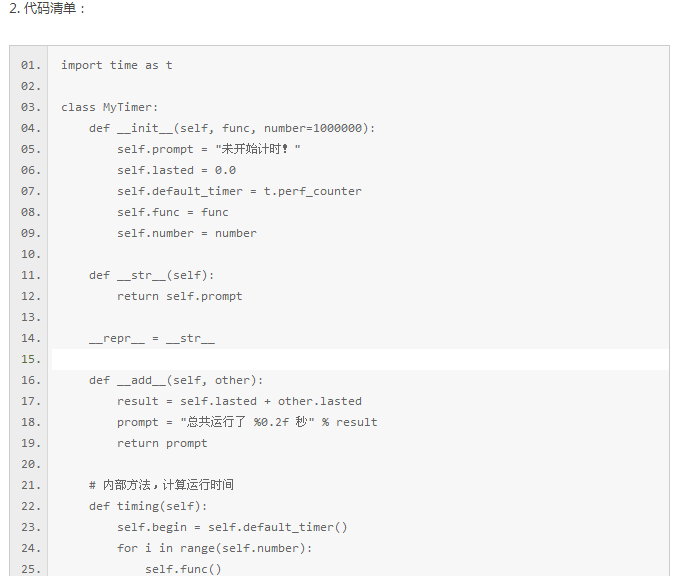 2. 代码清单：
01. import time as t
02.
03. class MyTimer:
04.     def __init__(self, func, number=1000000):
05.         self.prompt = "未开始计时！"
06.         self.lasted = 0.0
07.         self.default_timer = t.perf_counter
08.         self.func = func
09.         self.number = number
10.
11.     def __str__(self):
12.         return self.prompt
13.
14.     __repr__ = __str__
15.
16.     def __add__(self, other):
17.         result = self.lasted + other.lasted
18.         prompt = "总共运行了 %0.2f 秒" % result
19.         return prompt
20.
21.     # 内部方法，计算运行时间
22.     def timing(self):
23.         self.begin = self.default_timer()
24.         for i in range(self.number):
25.             self.func()